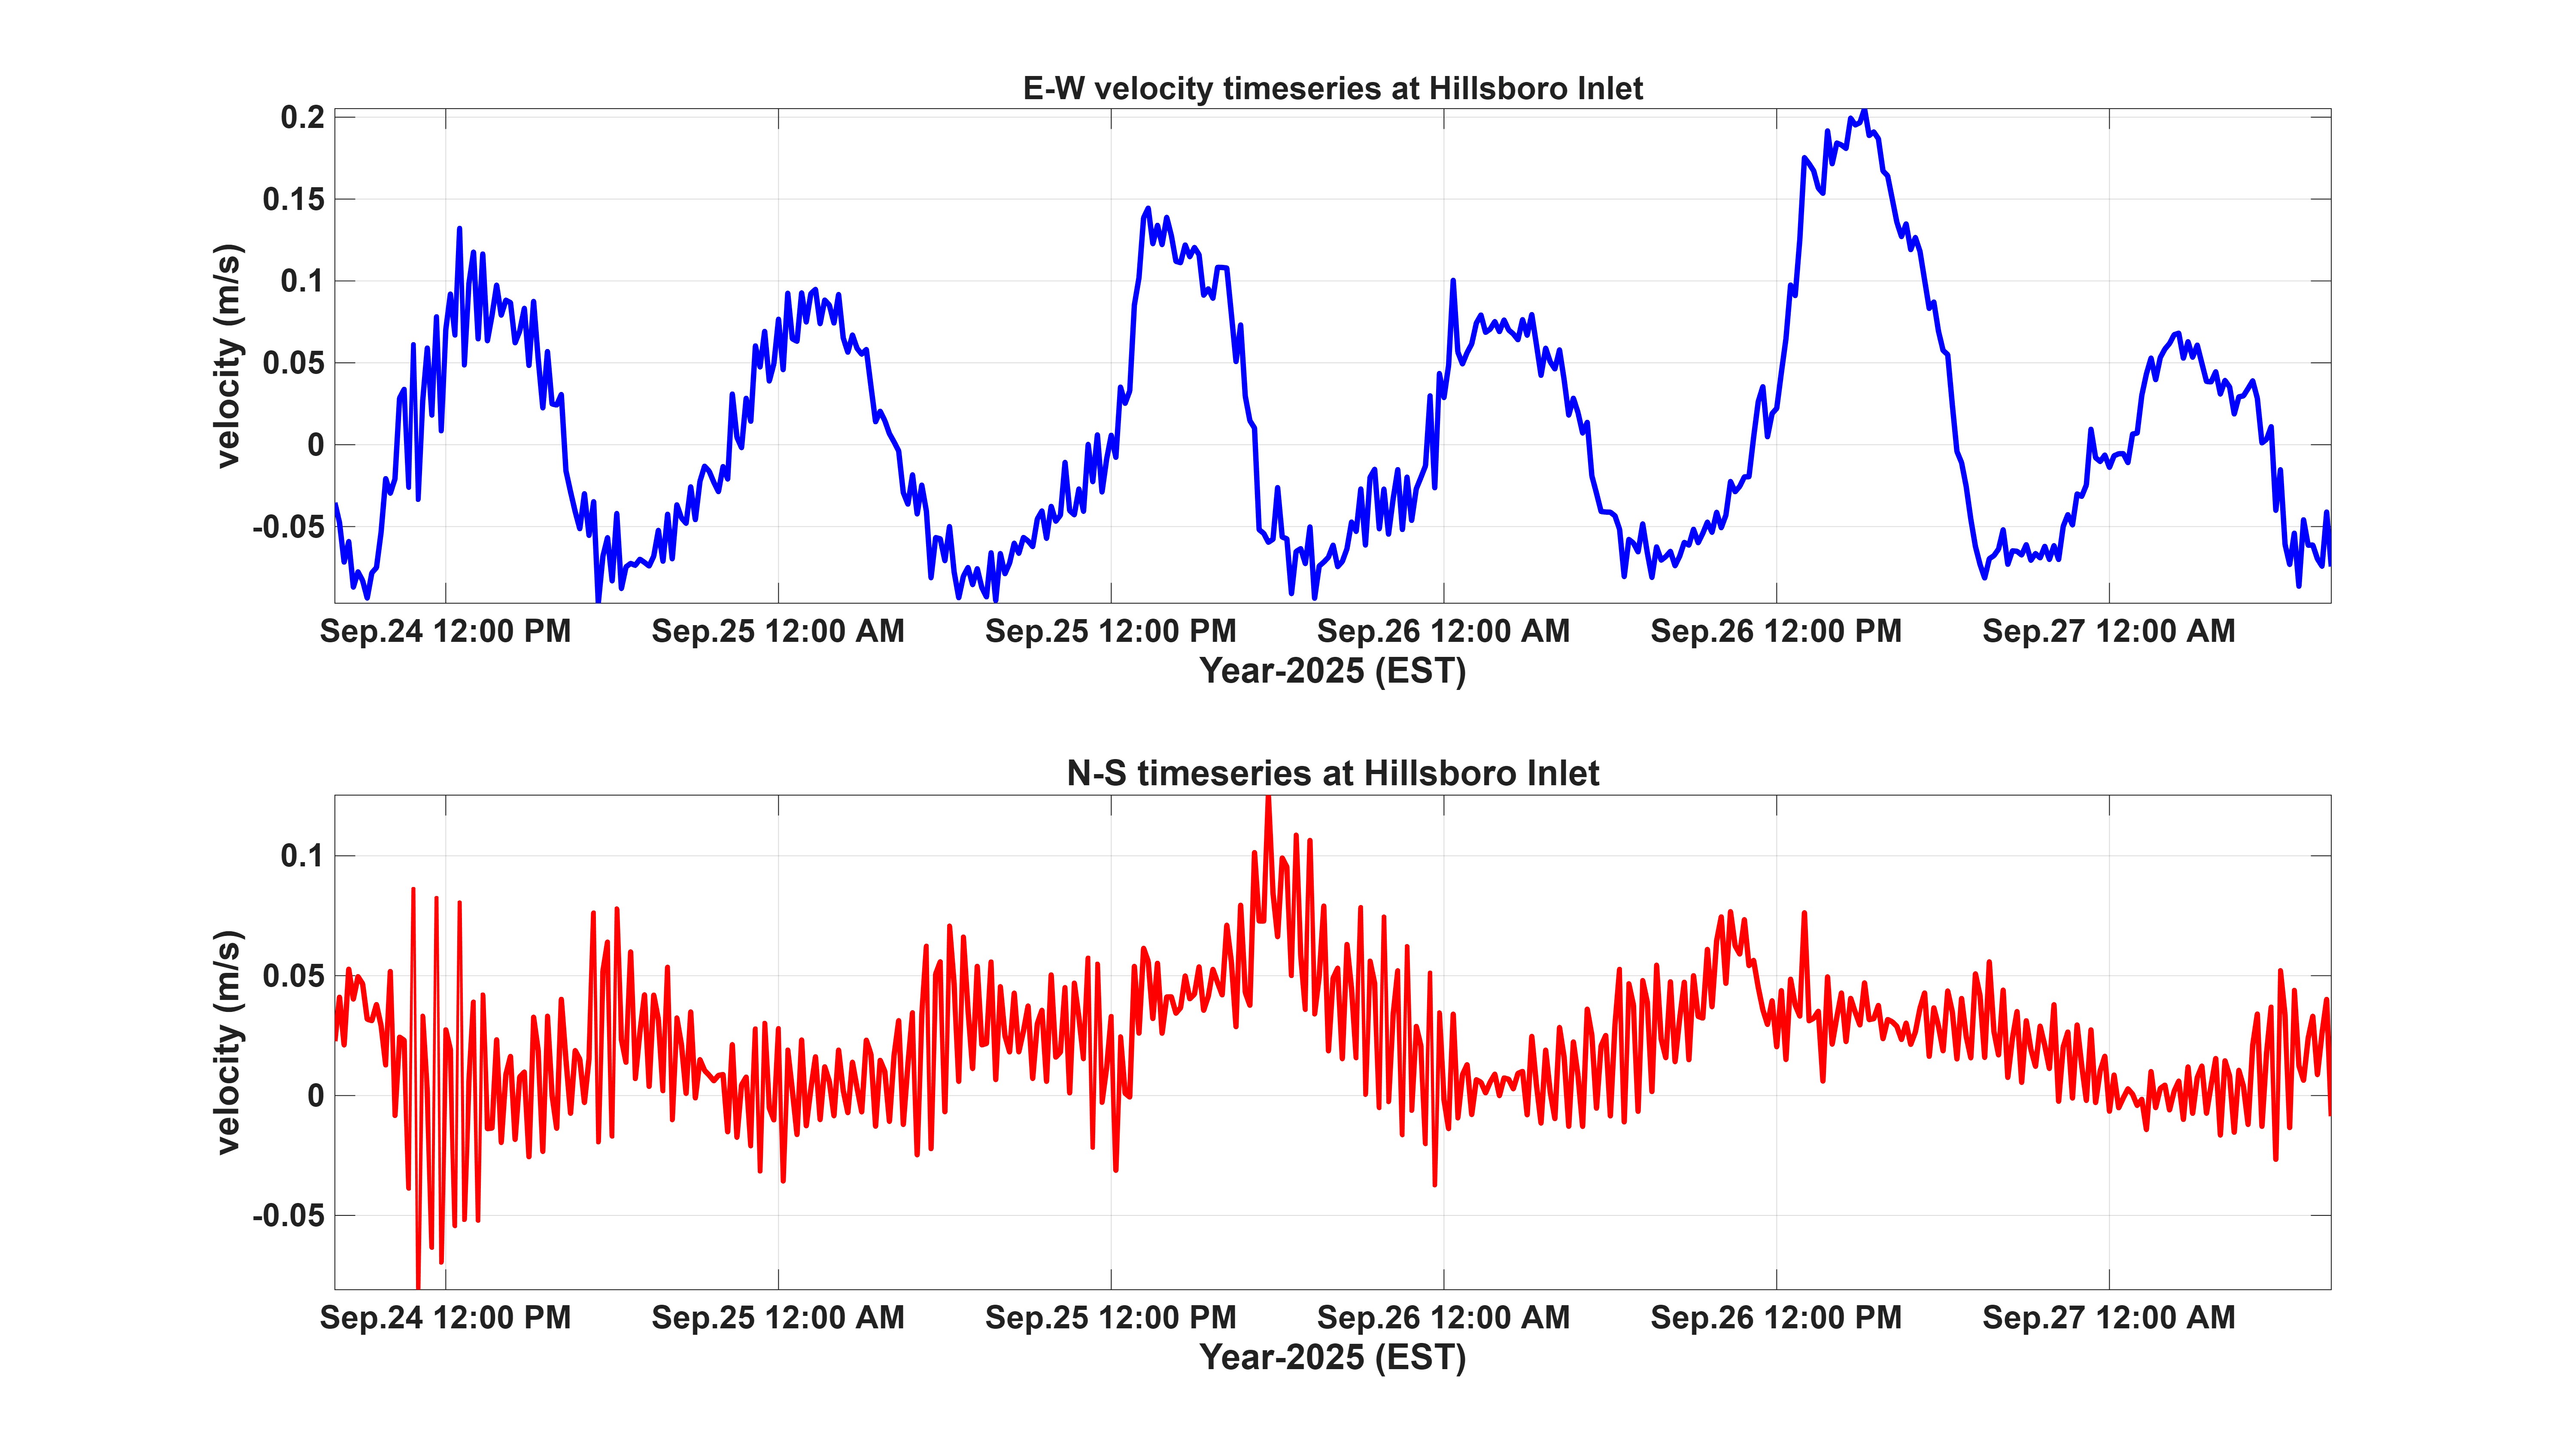 E-W velocity timeseries at Hillsboro Inlet
velocity (m/s)
0.2
0.15
0.1
0.05
0
-0.05
Sep.24 12:00 PM Sep.25 12:00 AM Sep.25 12:00 PM Sep.26 12:00 AM Sep.26 12:00 PM Sep.27 12:00 AM
Year-2025 (EST)
N-S timeseries at Hillsboro Inlet
velocity (m/s)
0.1
0.05
0
-0.05
Sep.24 12:00 PM Sep.25 12:00 AM Sep.25 12:00 PM Sep.26 12:00 AM Sep.26 12:00 PM Sep.27 12:00 AM
Year-2025 (EST)